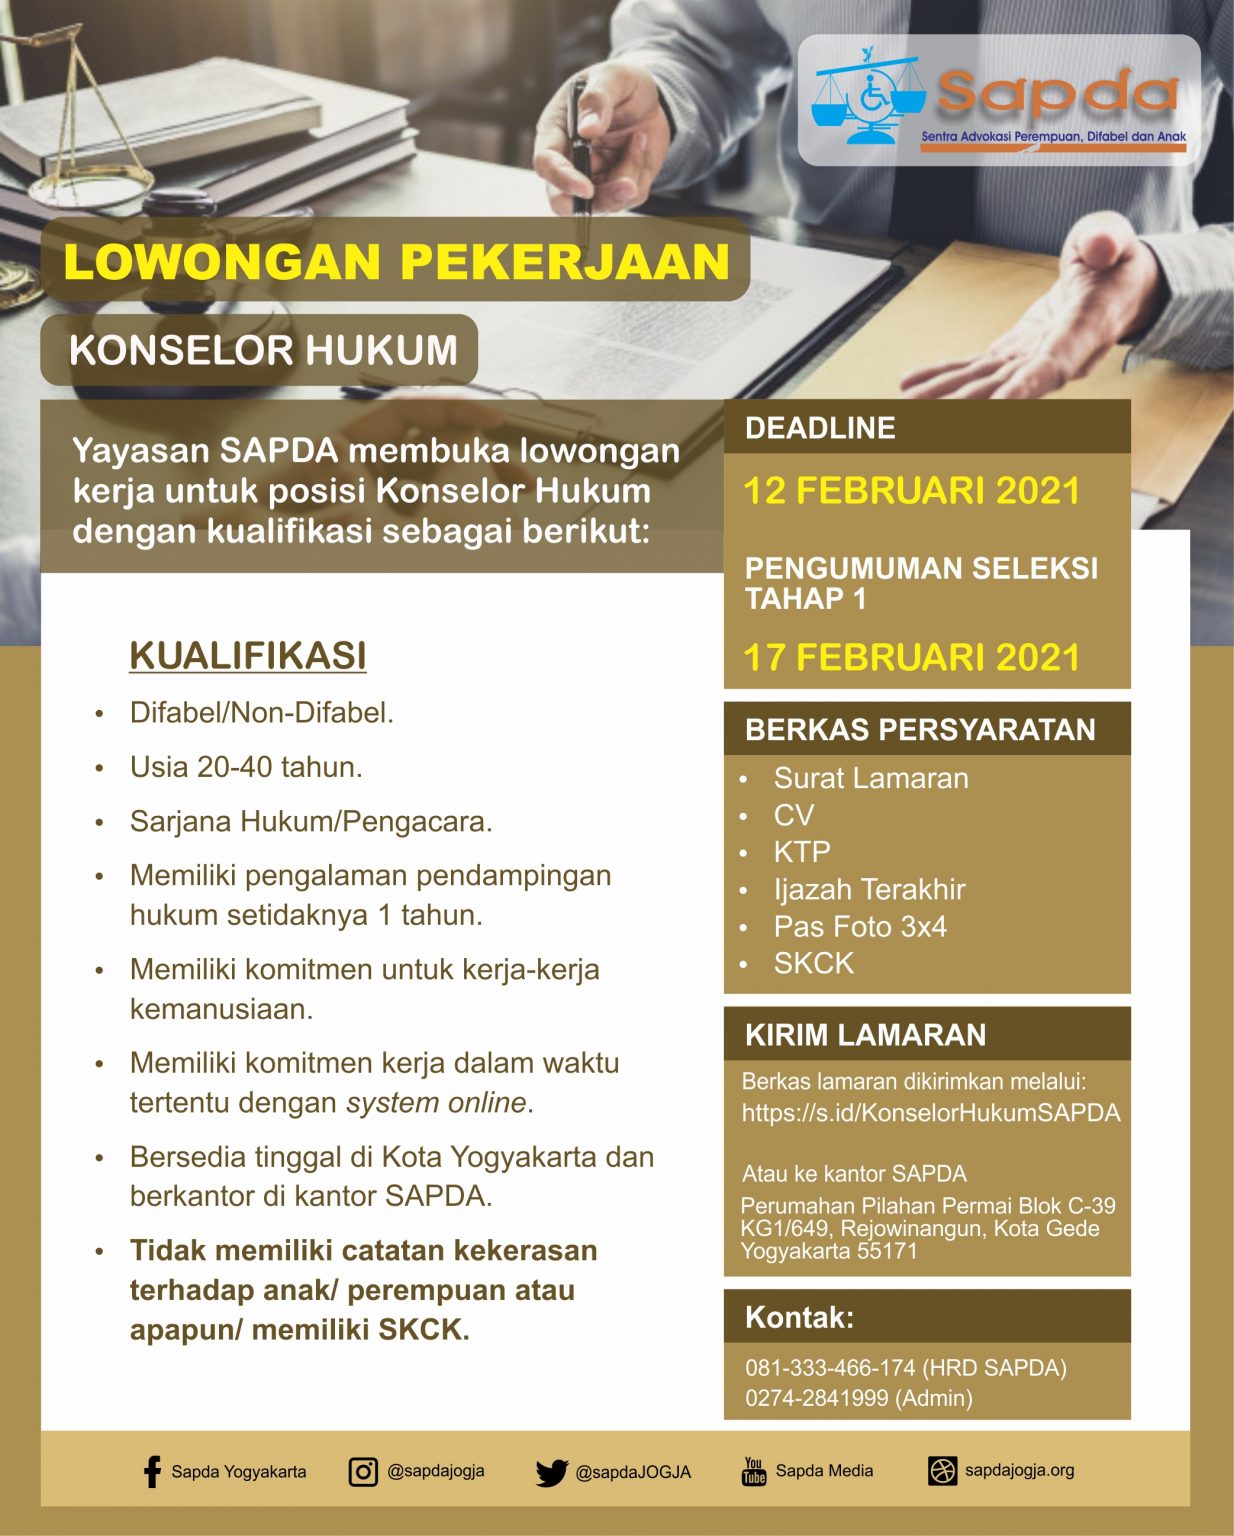 Sapda
Sentra Advokasi Perempuan, Difabel dan Anak
LOWONGAN PEKERJAAN
KONSELOR HUKUM
Yayasan SAPDA membuka lowongan
kerja untuk posisi Konselor Hukum
dengan kualifikasi sebagai berikut:
KUALIFIKASI
• Difabel/Non-Difabel.
• Usia 20-40 tahun.
• Sarjana Hukum/Pengacara.
• Memiliki pengalaman pendampingan
hukum setidaknya 1 tahun.
• Memiliki komitmen untuk kerja-kerja
kemanusiaan.
• Memiliki komitmen kerja dalam waktu
tertentu dengan system online.
• Bersedia tinggal di Kota Yogyakarta dan
berkantor di kantor SAPDA.
• Tidak memiliki catatan kekerasan
terhadap anak/ perempuan atau
apapun/ memiliki SKCK.
DEADLINE
12 FEBRUARI 2021
PENGUMUMAN SELEKSI
TAHAP 1
17 FEBRUARI 2021
BERKAS PERSYARATAN
• Surat Lamaran
• CV
• KTP
• Ijazah Terakhir
• Pas Foto 3x4
• SKCK
KIRIM LAMARAN
Berkas lamaran dikirimkan melalui:
https://s.id/KonselorHukumSAPDA
Atau ke kantor SAPDA
Perumahan Pilahan Permai Blok C-39
KG1/649, Rejowinangun, Kota Gede
Yogyakarta 55171
Kontak:
081-333-466-174 (HRD SAPDA)
0274-2841999 (Admin)
Sapda Yogyakarta
@sapdajogja
@sapdaJOGJA
You
Tube
Sapda Media
sapdajogja.org